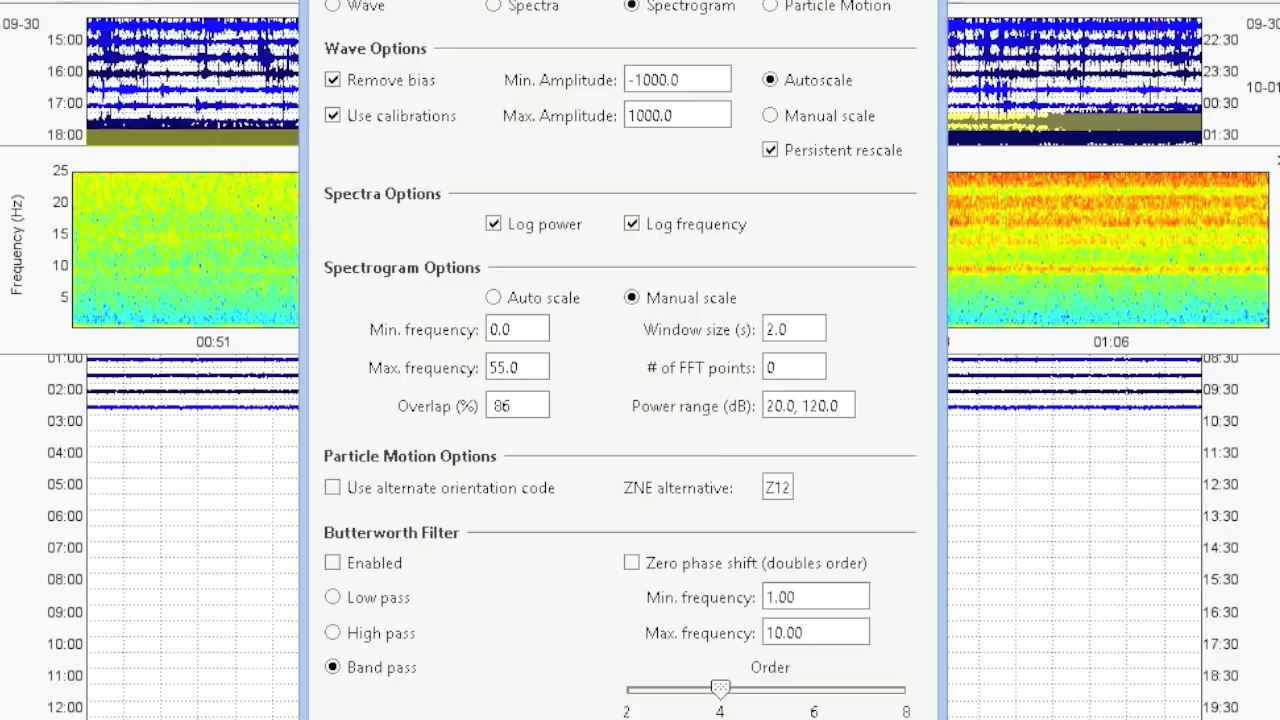 Wave Spectra Spectrogram Particle Motion
09-30 Wave Options 22:30 09-30
15:00 Remove bias Min. Amplitude: -1000.0 Autoscale
16:00 23:30
17:00 Use calibrations Max. Amplitude: 1000.0 Manual scale 00:30 10-01
18:00 Persistent rescale 01:30
25 Spectra Options
20 Log power Log frequency
Frequency (Hz)
15 Spectrogram Options
10
5 Auto scale Manual scale
Min. frequency: 0.0 Window size (s): 2.0
00:51 01:06
01:00 Max. frequency: 55.0 # of FFT points: 0 08:30
02:00 Overlap (%) 86 Power range (dB): 20.0, 120.0 09:30
03:00 10:30
04:00 Particle Motion Options 11:30
05:00 Use alternate orientation code ZNE alternative: Z12 12:30
06:00 Butterworth Filter 13:30
07:00 Enabled Zero phase shift (doubles order) 14:30
08:00 Low pass Min. frequency: 1.00 15:30
09:00 16:30
10:00 High pass Max. frequency: 10.00 17:30
11:00 Band pass Order 18:30
12:00 2 4 6 8 19:30